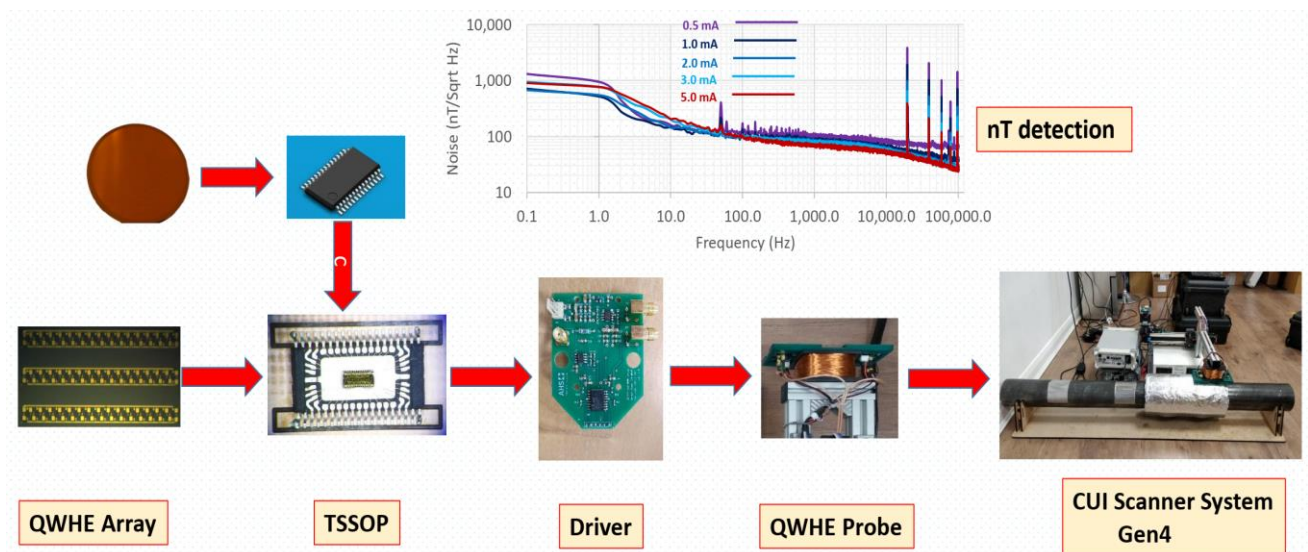 10,000
1,000
100
10
Noise (nT/Sqrt Hz)
0.5 mA
1.0 mA
2.0 mA
3.0 mA
5.0 mA
0.1
1.0
10.0
100.0
1,000.0
10,000.0
100,000.0
Frequency (Hz)
nT detection
C
AHS23
QWHE Array
TSSOP
Driver
QWHE Probe
CUI Scanner System
Gen4